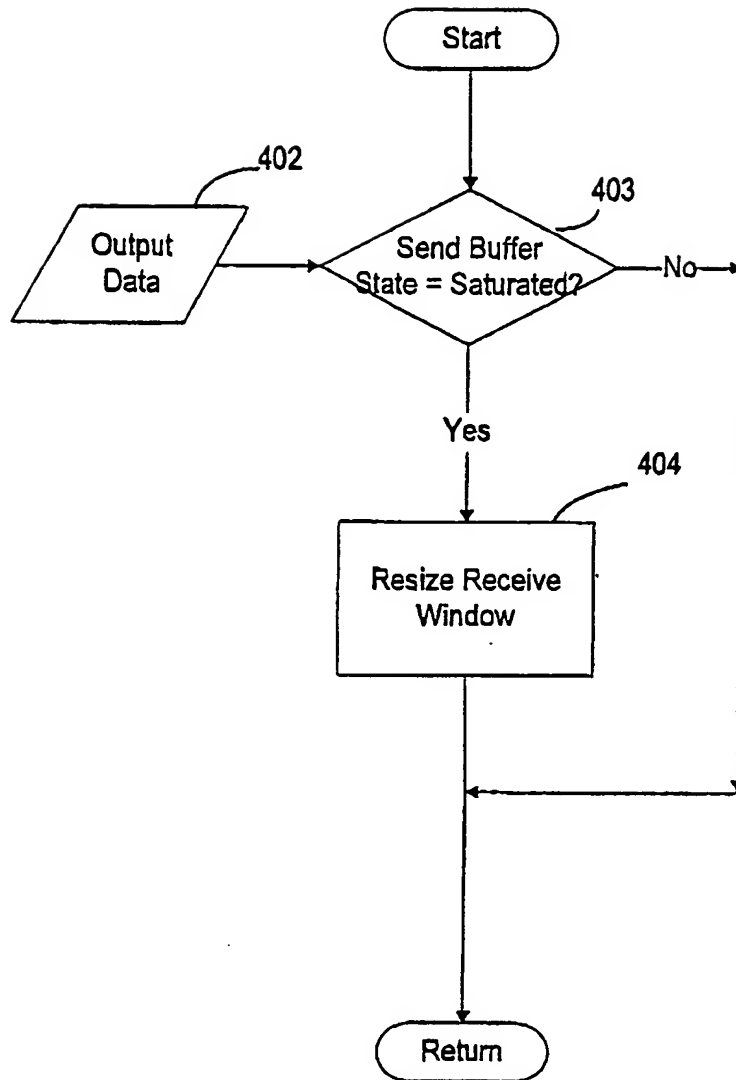 Start
402
403
Output
Data
Send Buffer
State = Saturated?
No
Yes
404
Resize Receive
Window
Return